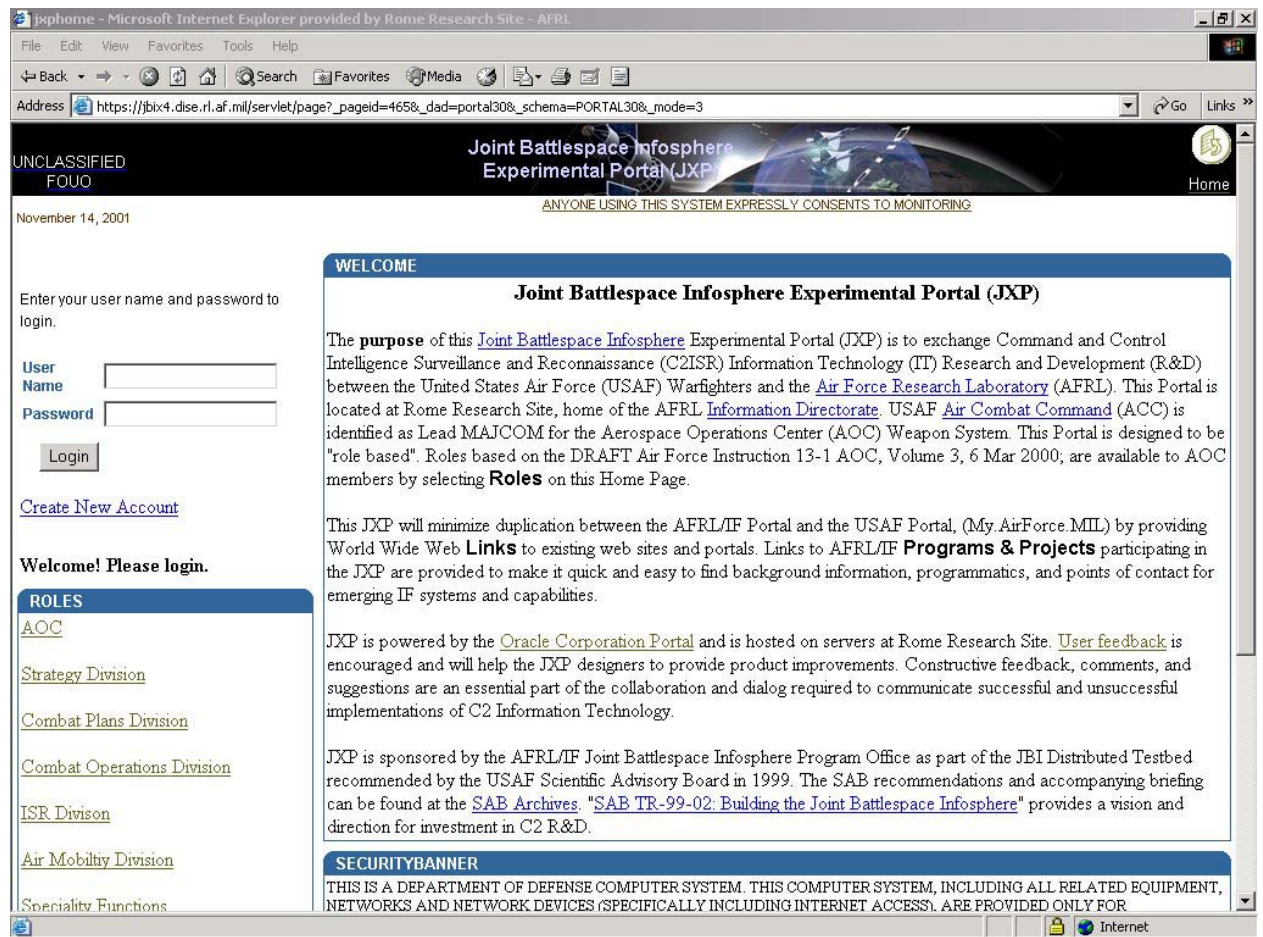 jxphome - Microsoft Internet Explorer provided by Rome Research Site - AFRL
File Edit View Favorites Tools Help
Back Search Favorites Media
Address https://jbix4.dise.rl.af.mil/servlet/page?_pageid=465&_dad=portal30&_schema=PORTAL30&_mode=3 Go Links »
UNCLASSIFIED
FOUO
Joint Battlespace Infosphere
Experimental Portal (JXP)
Home
November 14, 2001
ANYONE USING THIS SYSTEM EXPRESSLY CONSENTS TO MONITORING
Enter your user name and password to
login.
User
Name
Password
Login
Create New Account
Welcome! Please login.
ROLES
AOC
Strategy Division
Combat Plans Division
Combat Operations Division
ISR Divison
Air Mobiltiy Division
Speciality Functions
WELCOME
Joint Battlespace Infosphere Experimental Portal (JXP)
The purpose of this Joint Battlespace Infosphere Experimental Portal (JXP) is to exchange Command and Control
Intelligence Surveillance and Reconnaissance (C2ISR) Information Technology (IT) Research and Development (R&D)
between the United States Air Force (USAF) Warfighters and the Air Force Research Laboratory (AFRL). This Portal is
located at Rome Research Site, home of the AFRL Information Directorate. USAF Air Combat Command (ACC) is
identified as Lead MAJCOM for the Aerospace Operations Center (AOC) Weapon System. This Portal is designed to be
"role based". Roles based on the DRAFT Air Force Instruction 13-1 AOC, Volume 3, 6 Mar 2000; are available to AOC
members by selecting Roles on this Home Page.
This JXP will minimize duplication between the AFRL/IF Portal and the USAF Portal, (My.AirForce.MIL) by providing
World Wide Web Links to existing web sites and portals. Links to AFRL/IF Programs & Projects participating in
the JXP are provided to make it quick and easy to find background information, programmatics, and points of contact for
emerging IF systems and capabilities.
JXP is powered by the Oracle Corporation Portal and is hosted on servers at Rome Research Site. User feedback is
encouraged and will help the JXP designers to provide product improvements. Constructive feedback, comments, and
suggestions are an essential part of the collaboration and dialog required to communicate successful and unsuccessful
implementations of C2 Information Technology.
JXP is sponsored by the AFRL/IF Joint Battlespace Infosphere Program Office as part of the JBI Distributed Testbed
recommended by the USAF Scientific Advisory Board in 1999. The SAB recommendations and accompanying briefing
can be found at the SAB Archives. "SAB TR-99-02: Building the Joint Battlespace Infosphere" provides a vision and
direction for investment in C2 R&D.
SECURITYBANNER
THIS IS A DEPARTMENT OF DEFENSE COMPUTER SYSTEM. THIS COMPUTER SYSTEM, INCLUDING ALL RELATED EQUIPMENT,
NETWORKS AND NETWORK DEVICES (SPECIFICALLY INCLUDING INTERNET ACCESS), ARE PROVIDED ONLY FOR
Internet